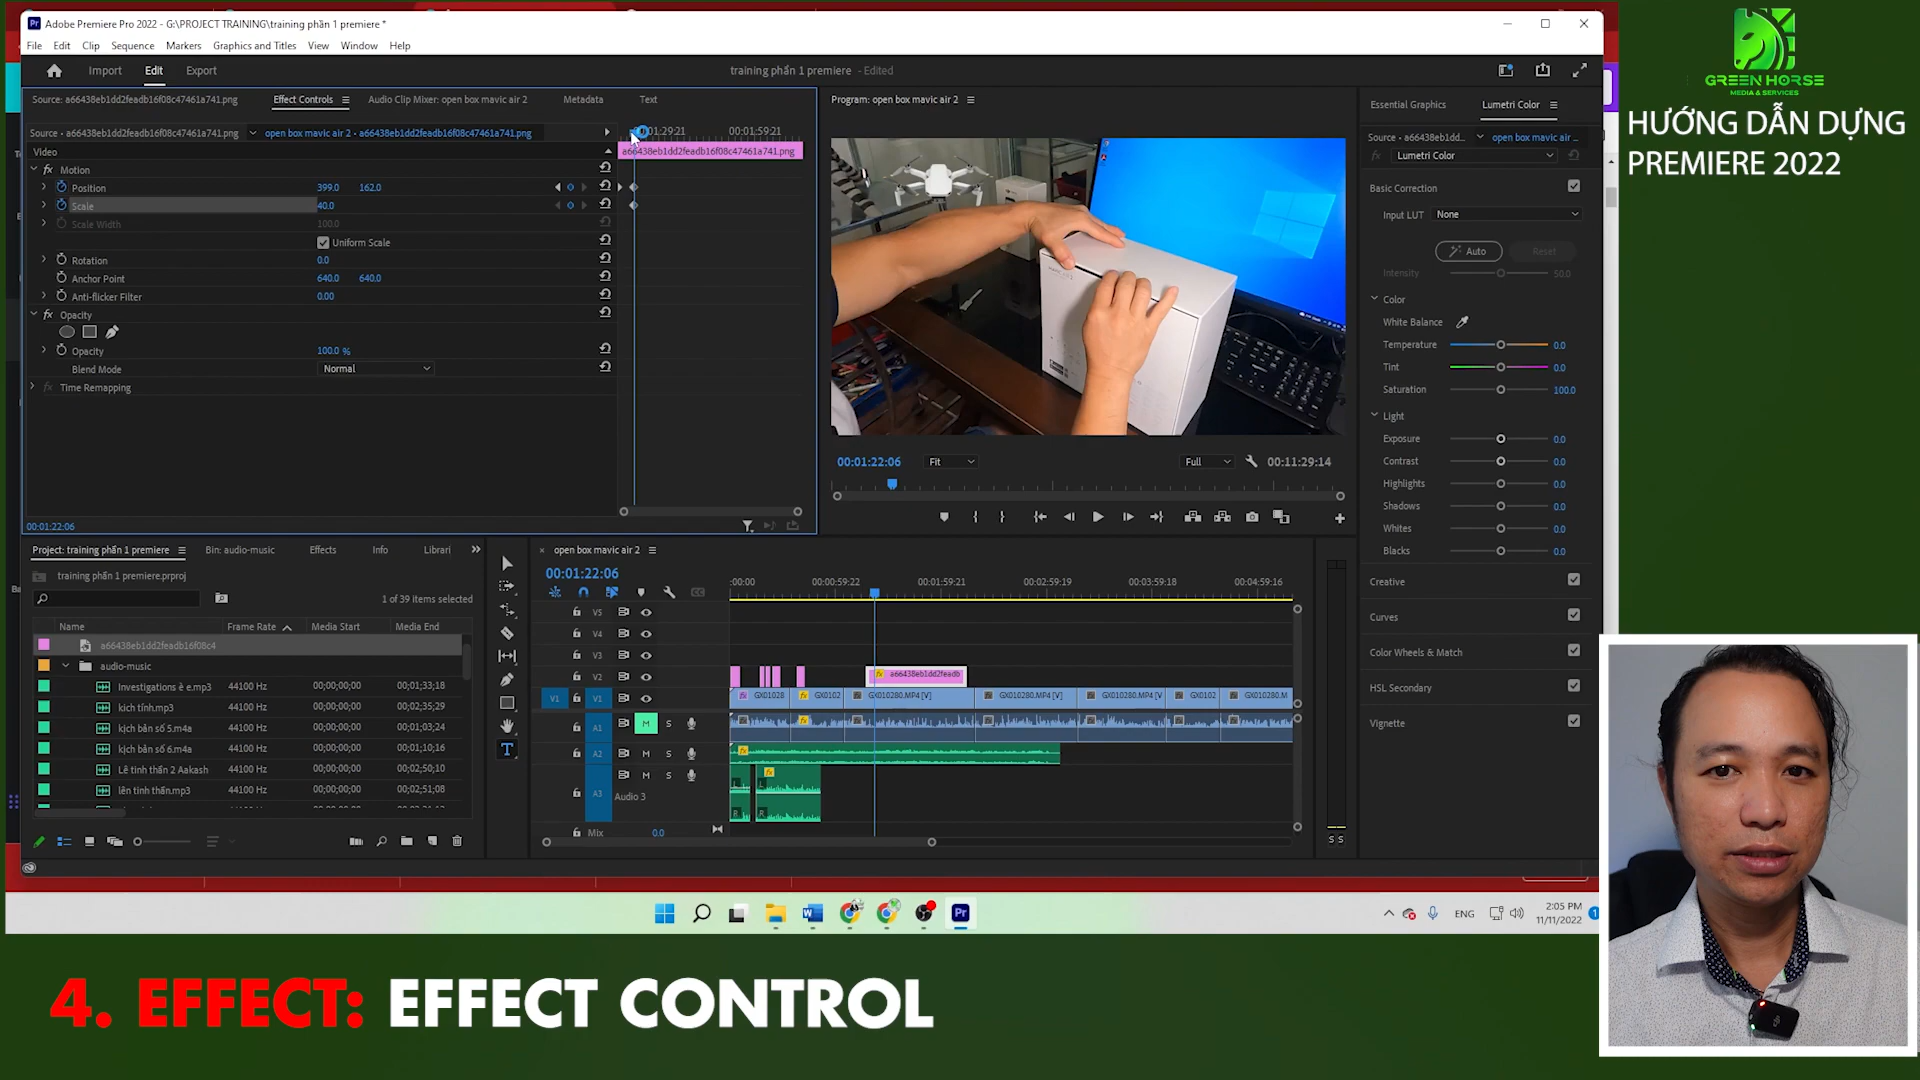 Adobe Premiere Pro 2022 - G:\PROJECT TRAINING\training phần 1 premiere *
File Edit Clip Sequence Markers Graphics and Titles View Window Help
Import Edit Export
training phần 1 premiere - Edited
Source: a66438eb1dd2feadb16f08c47461a741.png
Effect Controls
Audio Clip Mixer: open box mavic air 2
Metadata
Text
Source • a66438eb1dd2feadb16f08c47461a741.png
open box mavic air 2 • a66438eb1dd2feadb16f08c47461a741.png
00:01:59:21
Video
a66438eb1dd2feadb16f08c47461a741.png
Motion
Position 399.0 162.0
Scale 40.0
Scale Width 100.0
Uniform Scale
Rotation 0.0
Anchor Point 640.0 640.0
Anti-flicker Filter 0.00
Opacity
Opacity 100.0 %
Blend Mode Normal
Time Remapping
00:01:22:06
Program: open box mavic air 2
00:01:22:06 Fit Full 00:11:29:14
Essential Graphics
Lumetri Color
Source • a66438eb1dd...
open box mavic air ...
fx Lumetri Color
Basic Correction
Input LUT None
Auto Reset
Intensity 50.0
Color
White Balance
Temperature 0.0
Tint 0.0
Saturation 100.0
Light
Exposure 0.0
Contrast 0.0
Highlights 0.0
Shadows 0.0
Whites 0.0
Blacks 0.0
Creative
Curves
Color Wheels & Match
HSL Secondary
Vignette
Project: training phần 1 premiere
Bin: audio-music
Effects
Info
Librari
training phần 1 premiere.prproj
1 of 39 items selected
Name Frame Rate Media Start Media End
a66438eb1dd2feadb16f08c4
audio-music
Investigations è e.mp3 44100 Hz 00;00;00;00 00;01;33;18
kich tính.mp3 44100 Hz 00;00;00;00 00;02;35;29
kịch bản số 5.m4a 44100 Hz 00;00;00;00 00;01;03;24
kịch bản số 6.m4a 44100 Hz 00;00;00;00 00;01;10;16
Lê tinh thần 2 Aakash 44100 Hz 00;00;00;00 00;02;50;10
lên tinh thần.mp3 44100 Hz 00;00;00;00 00;02;51;08
open box mavic air 2
00:01:22:06
:00:00 00:00:59:22 00:01:59:21 00:02:59:19 00:03:59:18 00:04:59:16
V5
V4
V3
V2 a66438eb1dd2feadb
V1 V1 GX01028 GX0102 GX010280.MP4 [V] GX010280.MP4 [V] GX010280.MP4 [V GX0102 GX010280.M
A1 M S
A2 M S
A3 M S
Audio 3
L
R
L
R
Mix 0.0
S S
ENG
2:05 PM
11/11/2022
GREEN HORSE
MEDIA & SERVICES
HƯỚNG DẪN DỰNG
PREMIERE 2022
4. EFFECT: EFFECT CONTROL